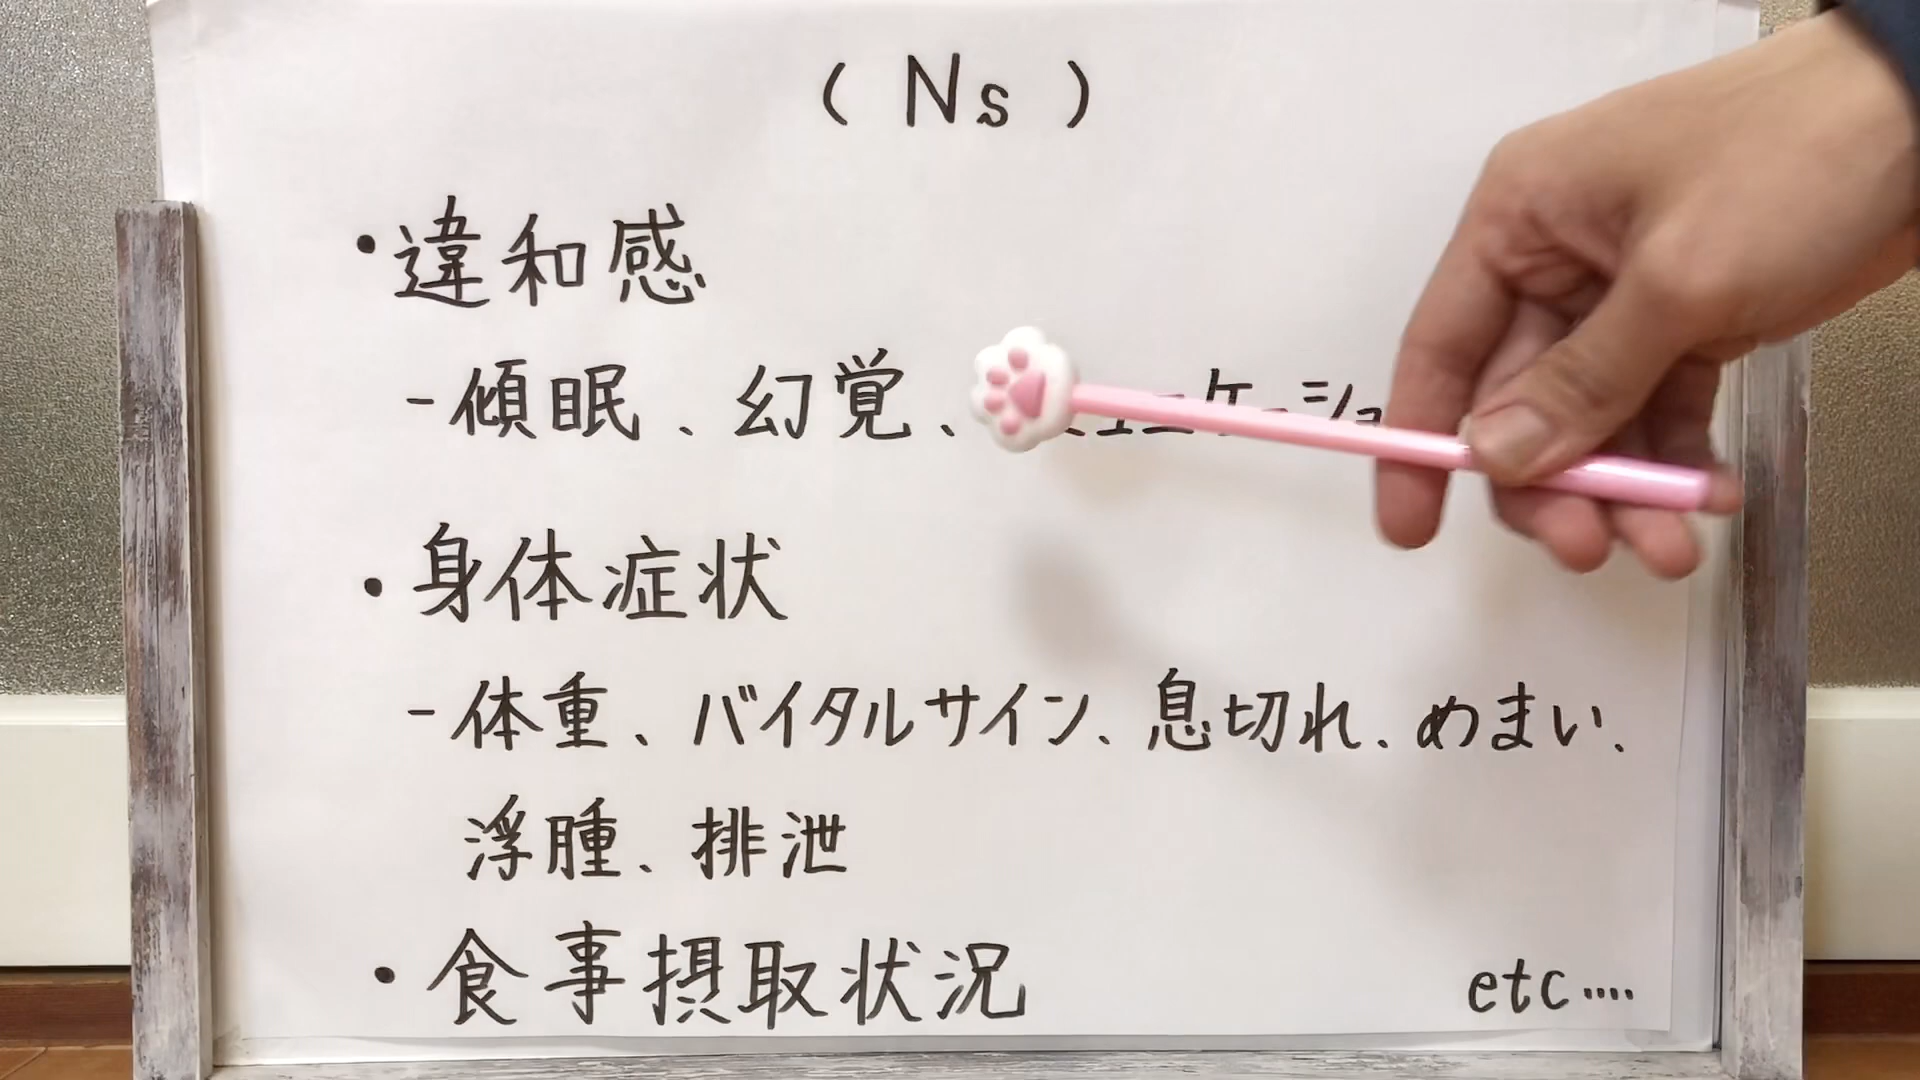 ( Ns )
・違和感
-傾眠、幻覚、
・身体症状
-体重、バイタルサイン、息切れ、めまい、
浮腫、排泄
・食事摂取状況
etc....